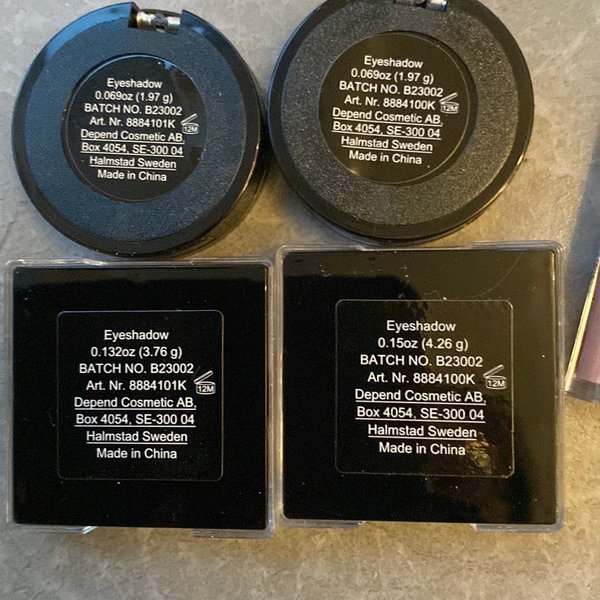 Eyeshadow
0.069oz (1.97 g)
BATCH NO. B23002
Art. Nr. 8884101K 12M
Depend Cosmetic AB,
Box 4054, SE-300 04
Halmstad Sweden
Made in China
Eyeshadow
0.069oz (1.97 g)
BATCH NO. B23002
Art. Nr. 8884100K 12M
Depend Cosmetic AB,
Box 4054, SE-300 04
Halmstad Sweden
Made in China
Eyeshadow
0.132oz (3.76 g)
BATCH NO. B23002
Art. Nr. 8884101K 12M
Depend Cosmetic AB,
Box 4054, SE-300 04
Halmstad Sweden
Made in China
Eyeshadow
0.15oz (4.26 g)
BATCH NO. B23002
Art. Nr. 8884100K 12M
Depend Cosmetic AB,
Box 4054, SE-300 04
Halmstad Sweden
Made in China